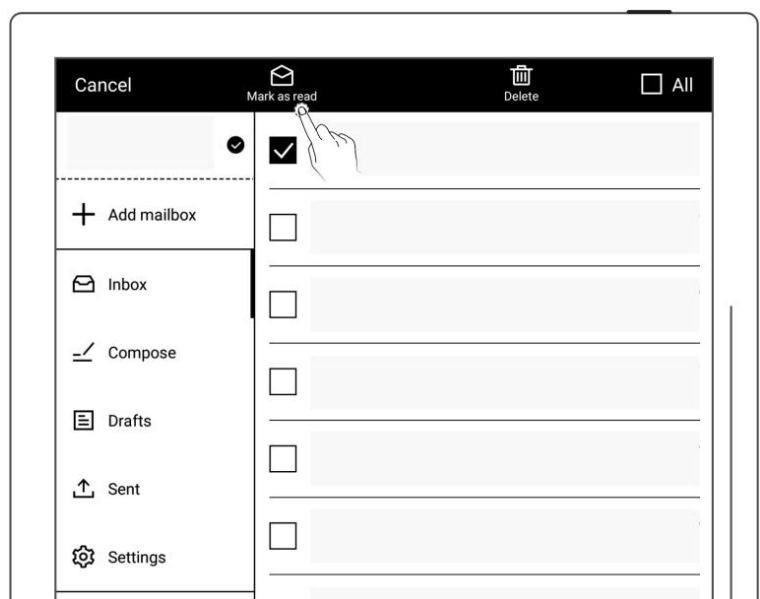 Cancel
Mark as read
Delete
All
Add mailbox
Inbox
Compose
Drafts
Sent
Settings